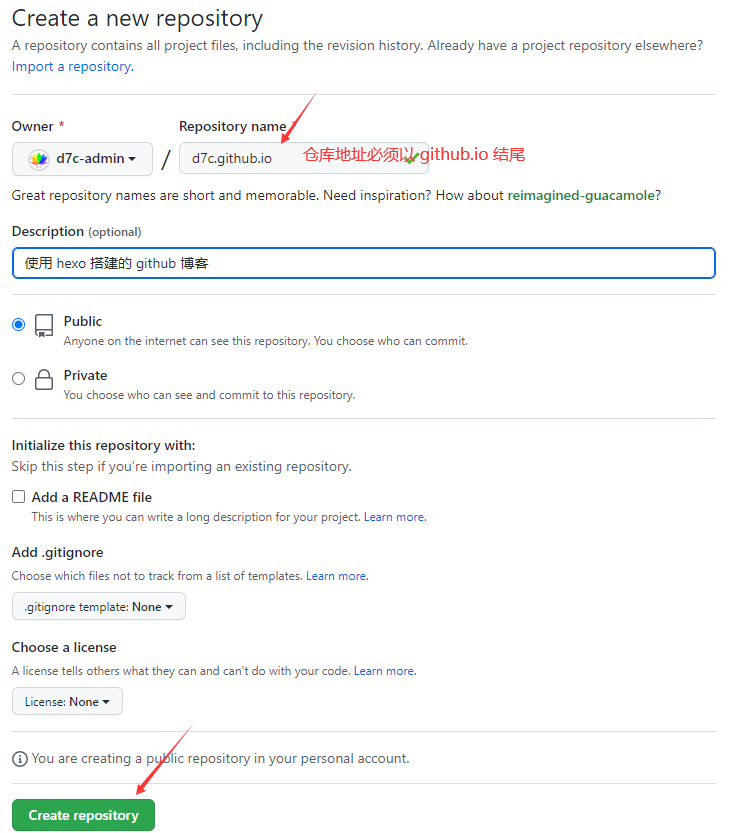 Create a new repository
A repository contains all project files, including the revision history. Already have a project repository elsewhere?
Import a repository.
Owner *
Repository name *
d7c-admin
/
d7c.github.io
仓库地址必须以 github.io 结尾
Great repository names are short and memorable. Need inspiration? How about reimagined-guacamole?
Description (optional)
使用 hexo 搭建的 github 博客
Public
Anyone on the internet can see this repository. You choose who can commit.
Private
You choose who can see and commit to this repository.
Initialize this repository with:
Skip this step if you’re importing an existing repository.
Add a README file
This is where you can write a long description for your project. Learn more.
Add .gitignore
Choose which files not to track from a list of templates. Learn more.
.gitignore template: None
Choose a license
A license tells others what they can and can't do with your code. Learn more.
License: None
You are creating a public repository in your personal account.
Create repository